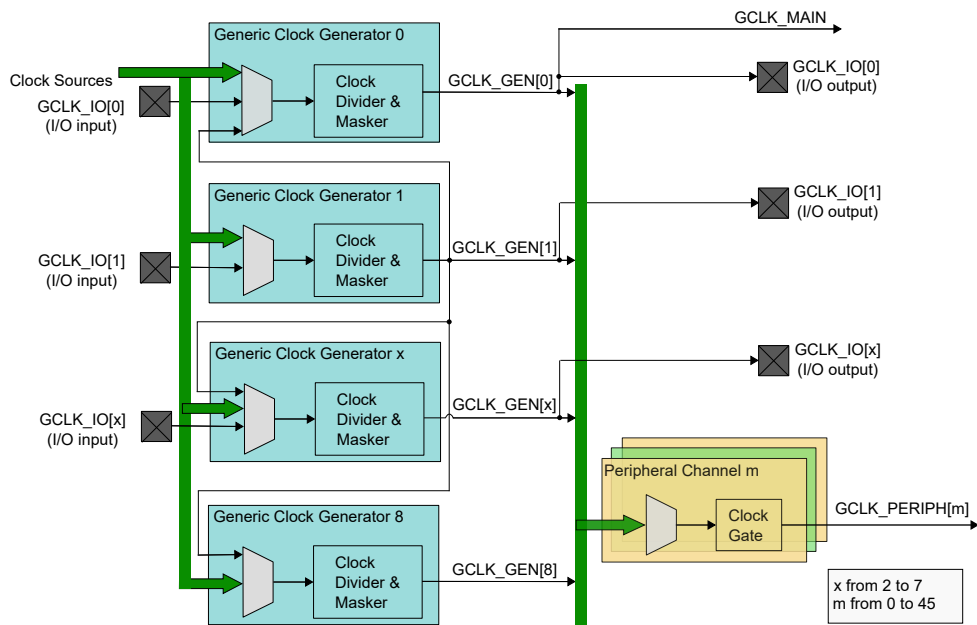 Generic Clock Generator 0
GCLK_MAIN
Clock Sources
GCLK_IO[0]
(I/O input)
Clock
Divider &
Masker
GCLK_GEN[0]
GCLK_IO[0]
(I/O output)
Generic Clock Generator 1
GCLK_IO[1]
(I/O input)
Clock
Divider &
Masker
GCLK_GEN[1]
GCLK_IO[1]
(I/O output)
Generic Clock Generator x
GCLK_IO[x]
(I/O input)
Clock
Divider &
Masker
GCLK_GEN[x]
GCLK_IO[x]
(I/O output)
Generic Clock Generator 8
Clock
Divider &
Masker
GCLK_GEN[8]
Peripheral Channel m
Clock
Gate
GCLK_PERIPH[m]
x from 2 to 7
m from 0 to 45